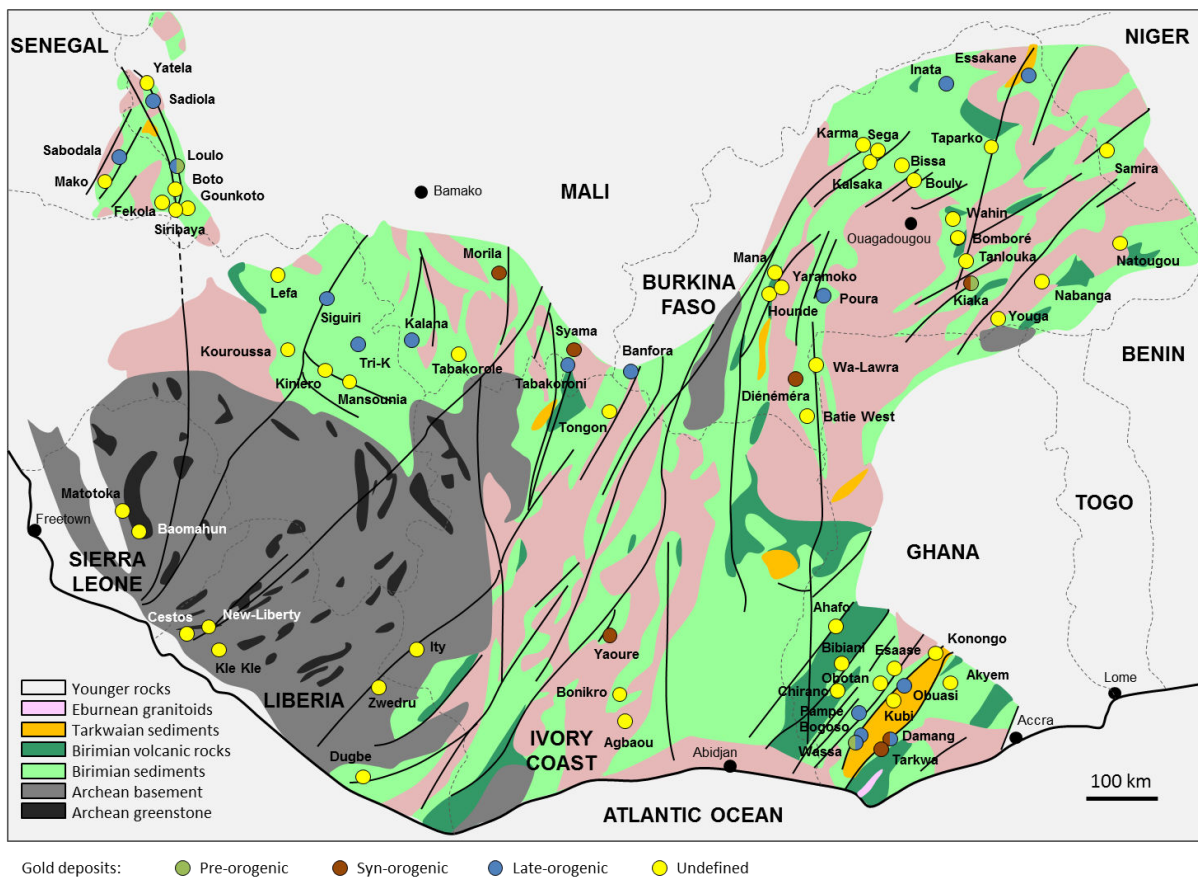 SENEGAL
Yatela
Sadiola
Sabodala
Loulo
Mako
Boto
Gounkoto
Fekola
Siribaya
Bamako
MALI
NIGER
Essakane
Inata
Karma
Sega
Taparko
Bissa
Kalsaka
Bouly
Samira
Ouagadougou
Wahin
Bomboré
Tanlouka
Natougou
Kiaka
Nabanga
Youga
BENIN
Mana
Yaramoko
BURKINA
FASO
Hounde
Poura
Morila
Lefa
Siguiri
Kalana
Syama
Banfora
Kouroussa
Tri-K
Tabakorole
Tabakoroni
Kiniero
Mansounia
Tongon
Wa-Lawra
Diénéméra
Batie West
TOGO
GHANA
Matotoka
Freetown
Baomahun
SIERRA
LEONE
Cestos
New-Liberty
Kle Kle
Ity
Zwedru
LIBERIA
Dugbe
Yaoure
Bonikro
Agbaou
IVORY
COAST
Abidjan
Ahafo
Bibiani
Esaase
Konongo
Obotan
Akyem
Chirano
Obuasi
Pampe
Kubi
Bogoso
Damang
Wassa
Tarkwa
Lome
Accra
100 km
ATLANTIC OCEAN
Younger rocks
Eburnean granitoids
Tarkwaian sediments
Birimian volcanic rocks
Birimian sediments
Archean basement
Archean greenstone
Gold deposits: Pre-orogenic Syn-orogenic Late-orogenic Undefined